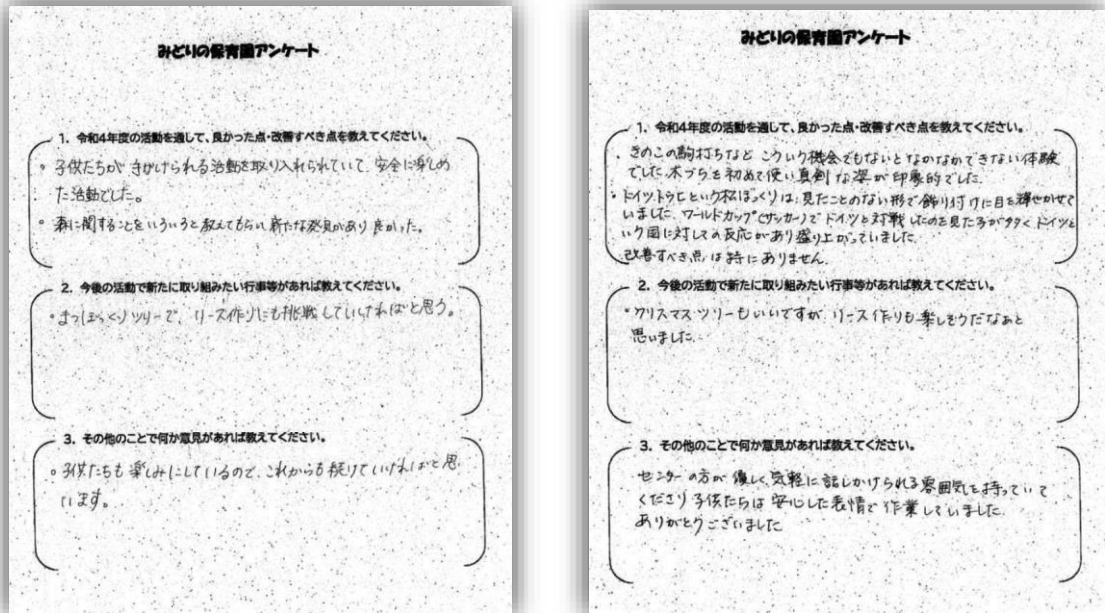 みどりの保育園アンケート
1. 令和4年度の活動を通して、良かった点・改善すべき点を教えてください。
。子供たちが手がけられる活動を取り入れられていて、安全に楽しめ
た活動でした。
。森に関することをいろいろと教えてもらい新たな発見があり良かった。
2. 今後の活動で新たに取り組みたい行事等があれば教えてください。
・まつぼっくりツリーで、リース作りにも挑戦していければと思う。
3. その他のことで何か意見があれば教えてください。
。子供たちも楽しみにしているので、これからも続けていければと思
います。
みどりの保育園アンケート
1. 令和4年度の活動を通して、良かった点・改善すべき点を教えてください。
・きのこの駒打ちなどこういう機会でもないとなかなかできない体験
でした。木づちを初めて使い真剣な姿が印象的でした。
・ドイツトウヒという松ぼっくりは、見たことのない形で飾り付けに目を輝せかせて
いました。ワールドカップ(サッカー)でドイツと対戦したのを見た子が多くドイツと
いう国に対しての反応があり盛り上がっていました。
改善すべき点は特にありません。
2. 今後の活動で新たに取り組みたい行事等があれば教えてください。
・クリスマスツリーもいいですが、リース作りも楽しそうだなあと
思いました。
3. その他のことで何か意見があれば教えてください。
センターの方が優しく、気軽に話しかけられる雰囲気を持っていて
くださり子供たちは安心した表情で作業していました。
ありがとうございました